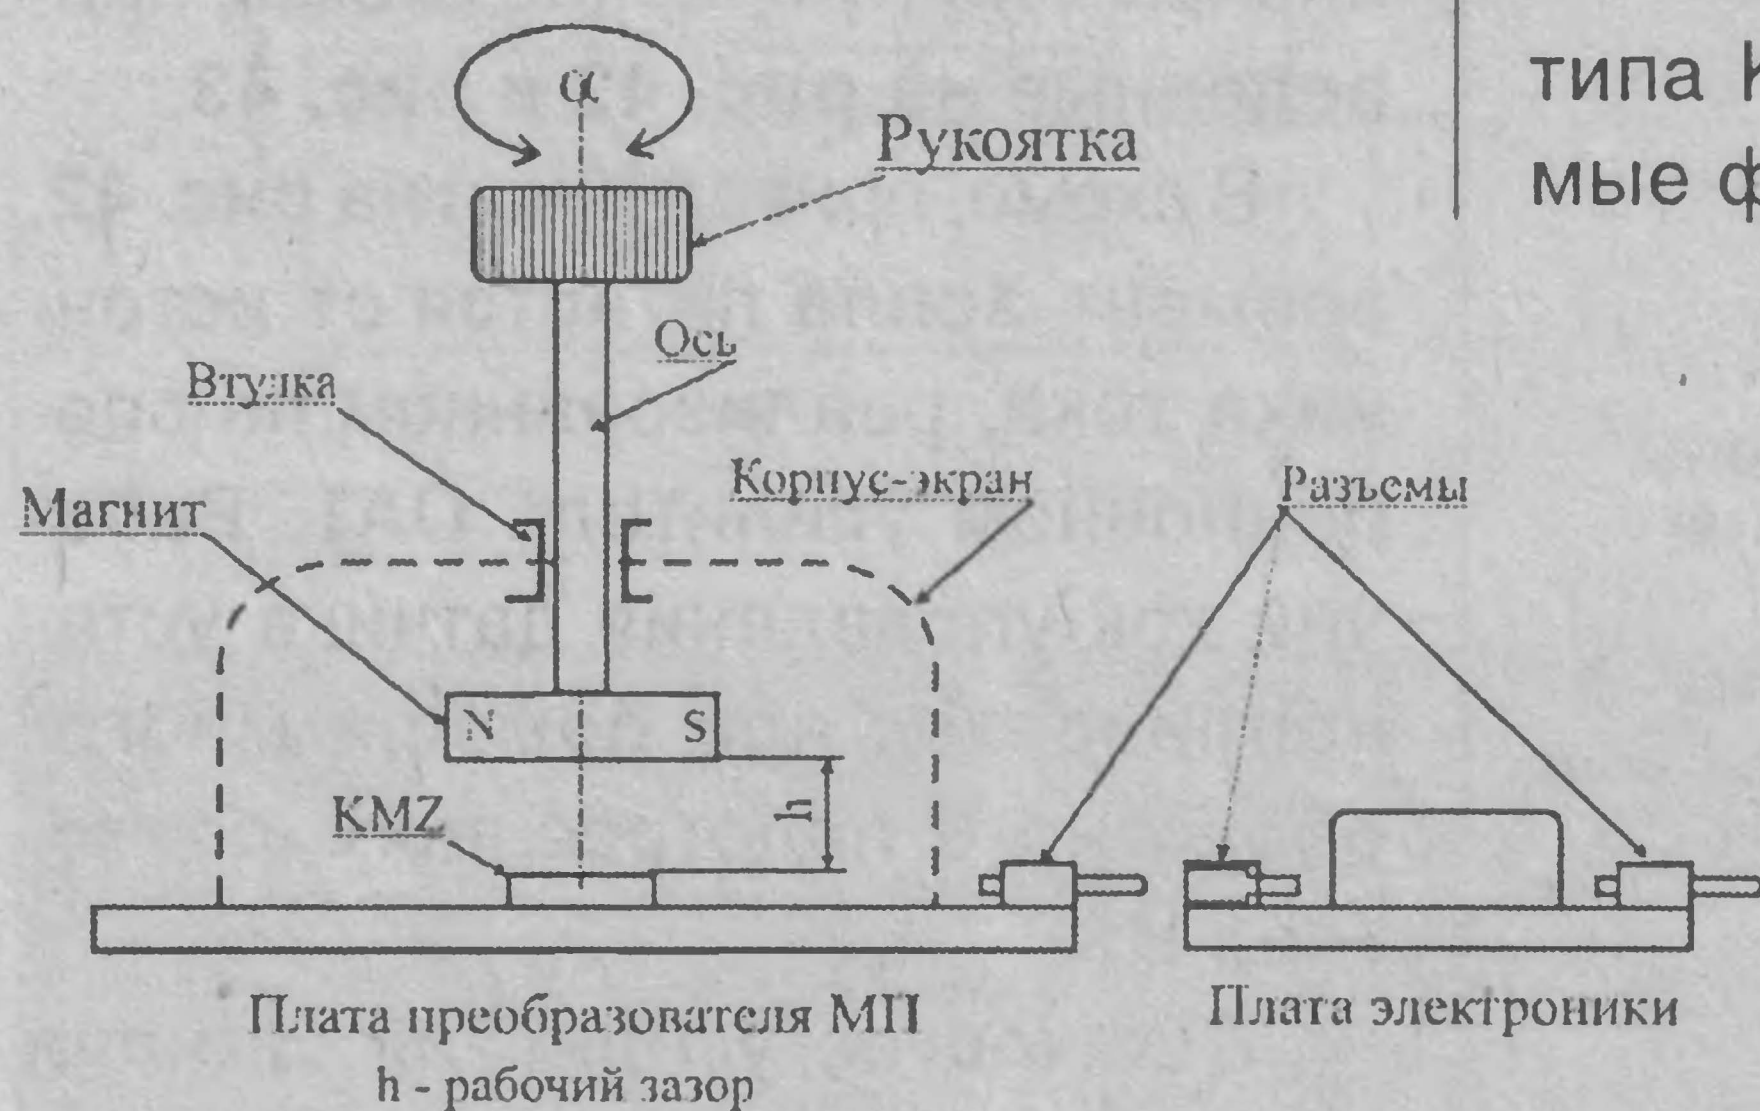 типа К
мые ф
α
Рукоятка
Ось
Втулка
Корпус-экран
Разъемы
Магнит
N S
h
KMZ
Плата преобразователя МП
Плата электроники
h - рабочий зазор